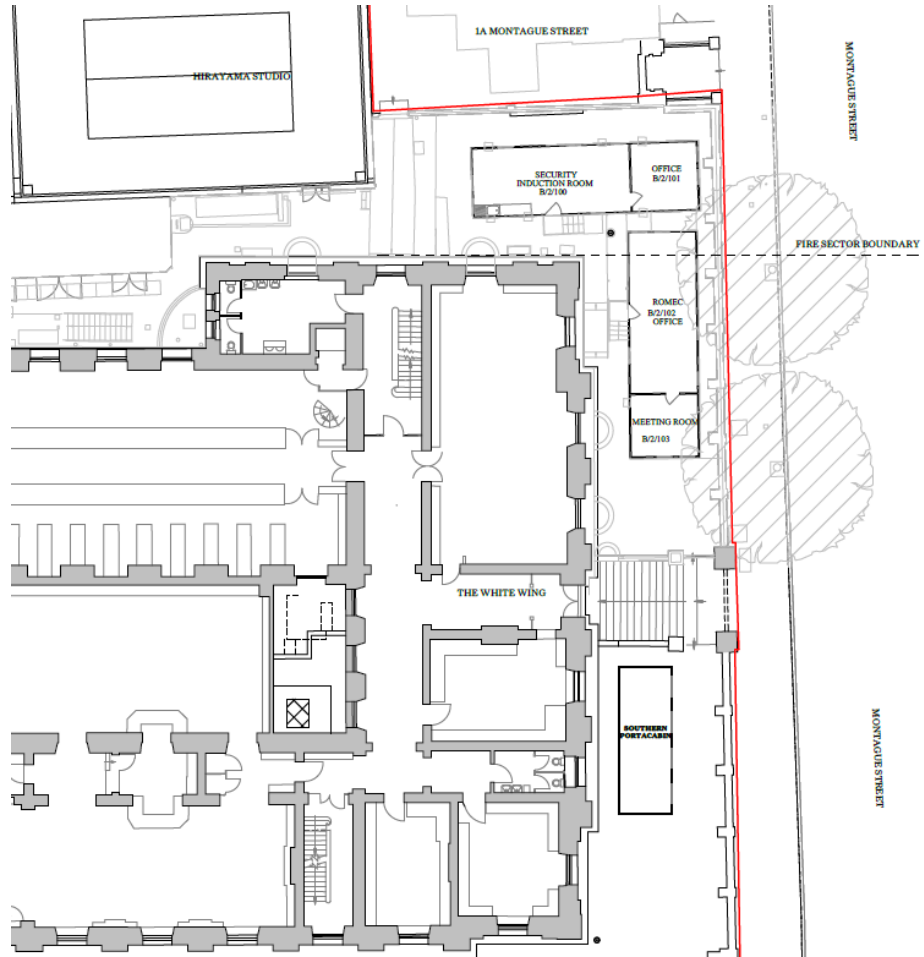 1A MONTAGUE STREET
HIRAYAMA STUDIO
MONTAGUE STREET
SECURITY
INDUCTION ROOM
B/2/100
OFFICE
B/2/101
FIRE SECTOR BOUNDARY
ROMEC
B/2/102
OFFICE
MEETING ROOM
B/2/103
THE WHITE WING
SOUTHERN
PORTACABIN
MONTAGUE STREET